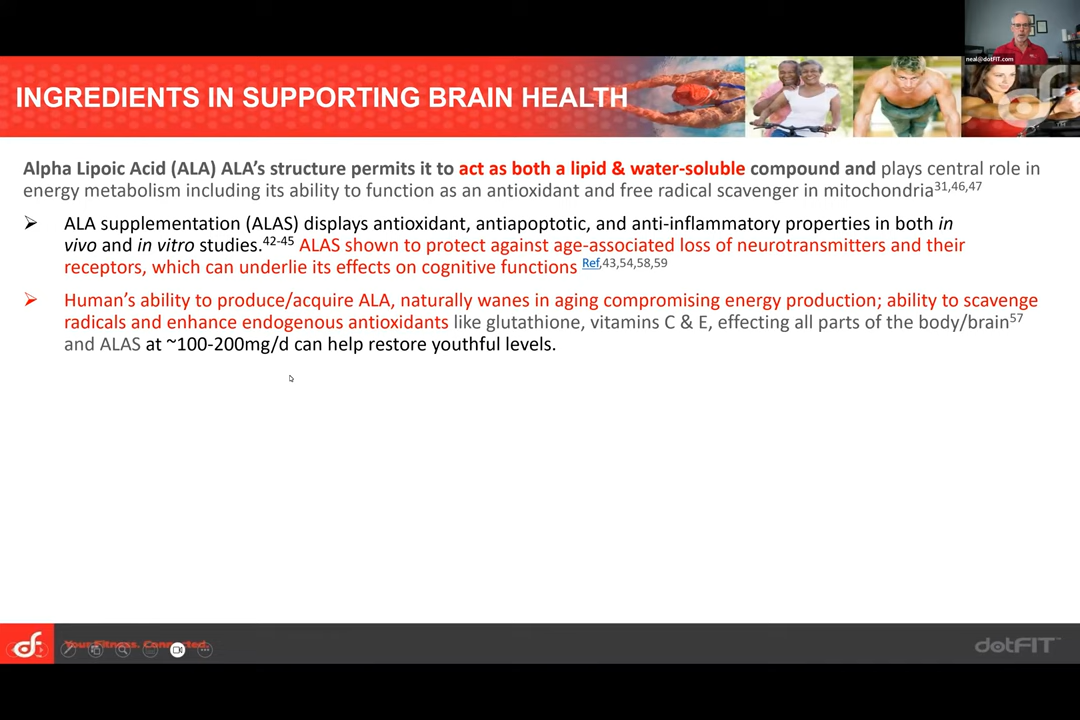 neal@dotFIT.com
INGREDIENTS IN SUPPORTING BRAIN HEALTH
Alpha Lipoic Acid (ALA) ALA’s structure permits it to act as both a lipid & water-soluble compound and plays central role in
energy metabolism including its ability to function as an antioxidant and free radical scavenger in mitochondria31,46,47
➢ ALA supplementation (ALAS) displays antioxidant, antiapoptotic, and anti-inflammatory properties in both in
vivo and in vitro studies.42-45 ALAS shown to protect against age-associated loss of neurotransmitters and their
receptors, which can underlie its effects on cognitive functions Ref,43,54,58,59
➢ Human’s ability to produce/acquire ALA, naturally wanes in aging compromising energy production; ability to scavenge
radicals and enhance endogenous antioxidants like glutathione, vitamins C & E, effecting all parts of the body/brain57
and ALAS at ~100-200mg/d can help restore youthful levels.
Your Fitness. Connected.
dotFIT